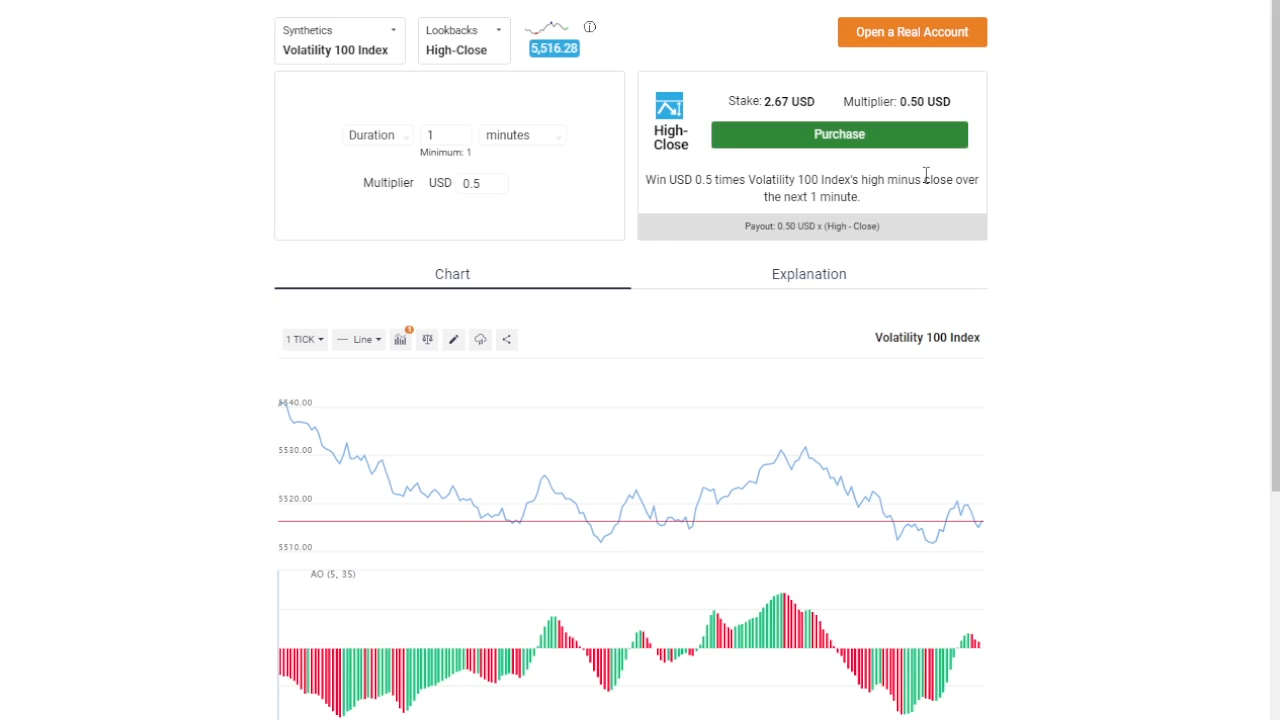 Synthetics
Volatility 100 Index
Lookbacks
High-Close
5,516.28
Open a Real Account
Duration 1 minutes
Minimum: 1
Multiplier USD 0.5
Stake: 2.67 USD Multiplier: 0.50 USD
High-
Close
Purchase
Win USD 0.5 times Volatility 100 Index's high minus close over
the next 1 minute.
Payout: 0.50 USD x (High - Close)
Chart Explanation
1 TICK Line 1 Volatility 100 Index
5540.00
5530.00
5520.00
5510.00
AO (5, 35)